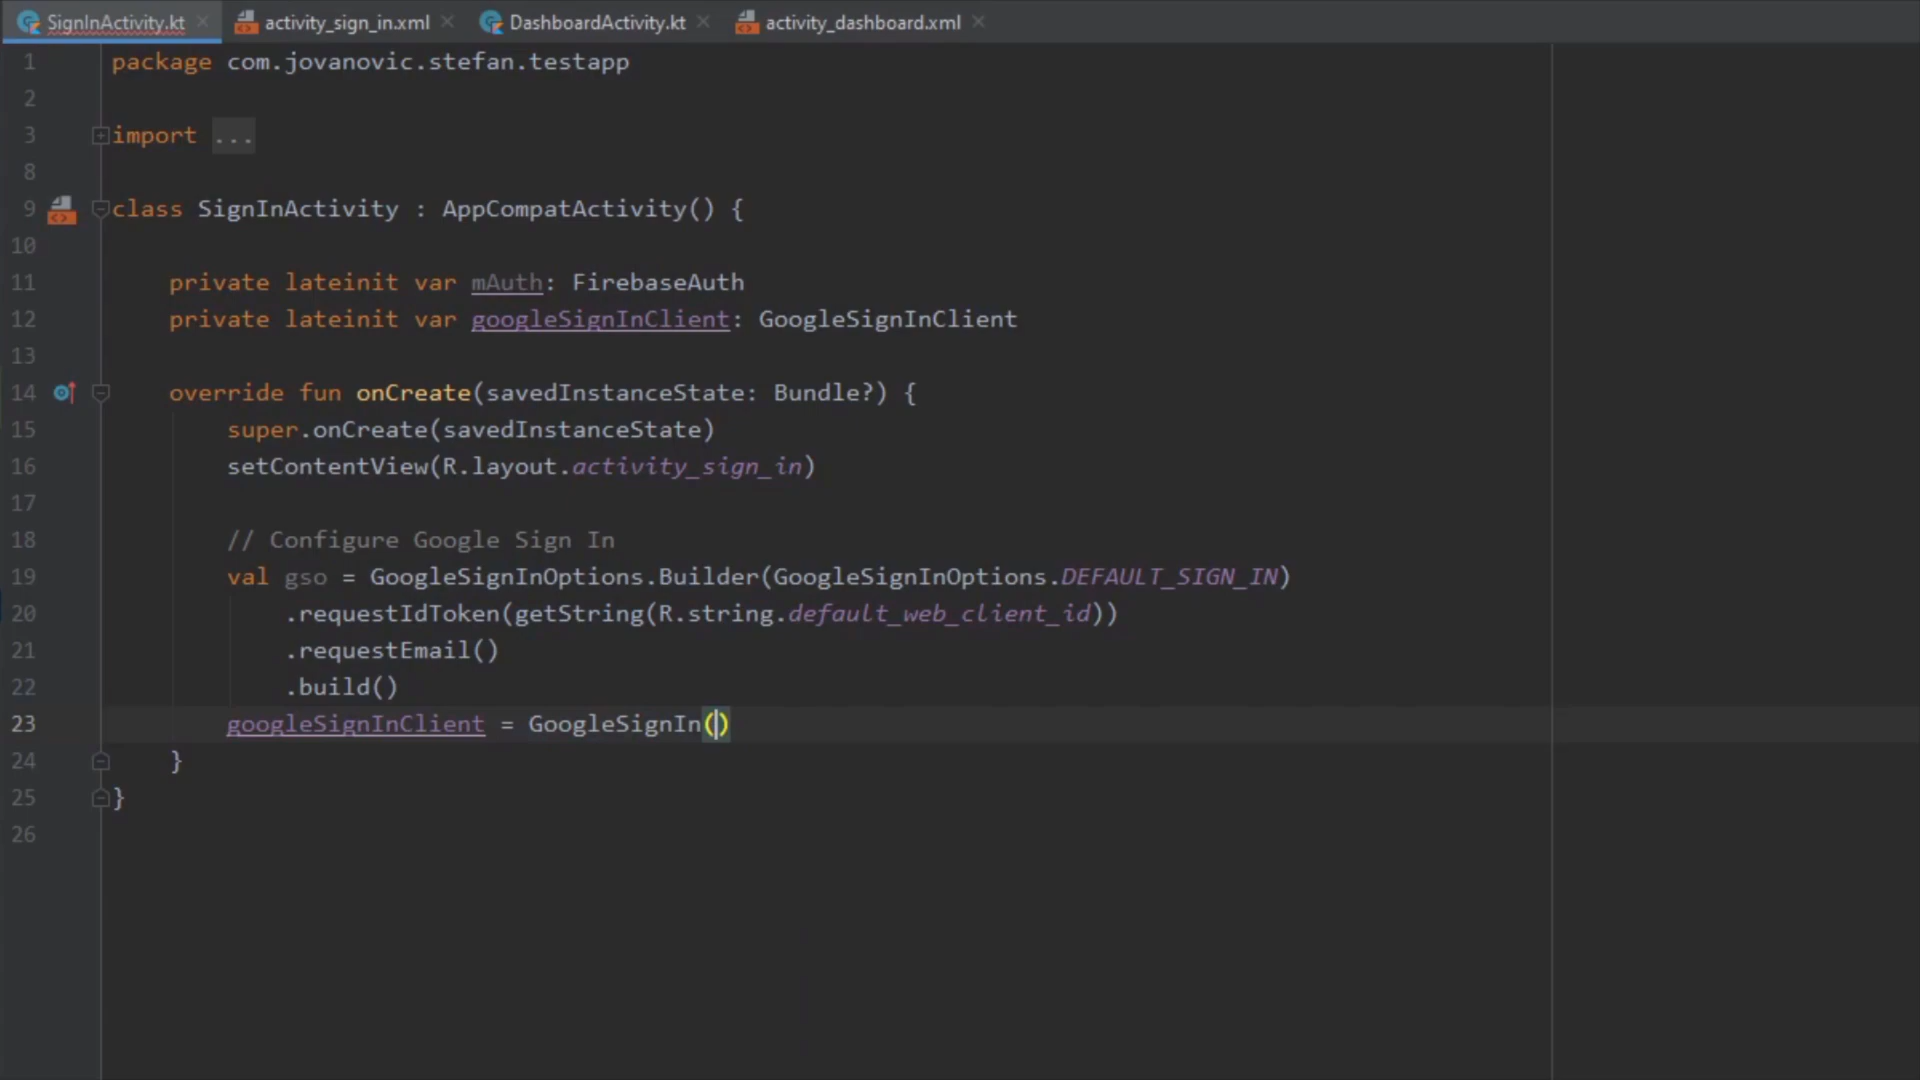 SignInActivity.kt activity_sign_in.xml DashboardActivity.kt activity_dashboard.xml
1 package com.jovanovic.stefan.testapp
2
3 import ...
8
9 class SignInActivity : AppCompatActivity() {
10
11 private lateinit var mAuth: FirebaseAuth
12 private lateinit var googleSignInClient: GoogleSignInClient
13
14 override fun onCreate(savedInstanceState: Bundle?) {
15 super.onCreate(savedInstanceState)
16 setContentView(R.layout.activity_sign_in)
17
18 // Configure Google Sign In
19 val gso = GoogleSignInOptions.Builder(GoogleSignInOptions.DEFAULT_SIGN_IN)
20 .requestIdToken(getString(R.string.default_web_client_id))
21 .requestEmail()
22 .build()
23 googleSignInClient = GoogleSignIn()
24 }
25 }
26